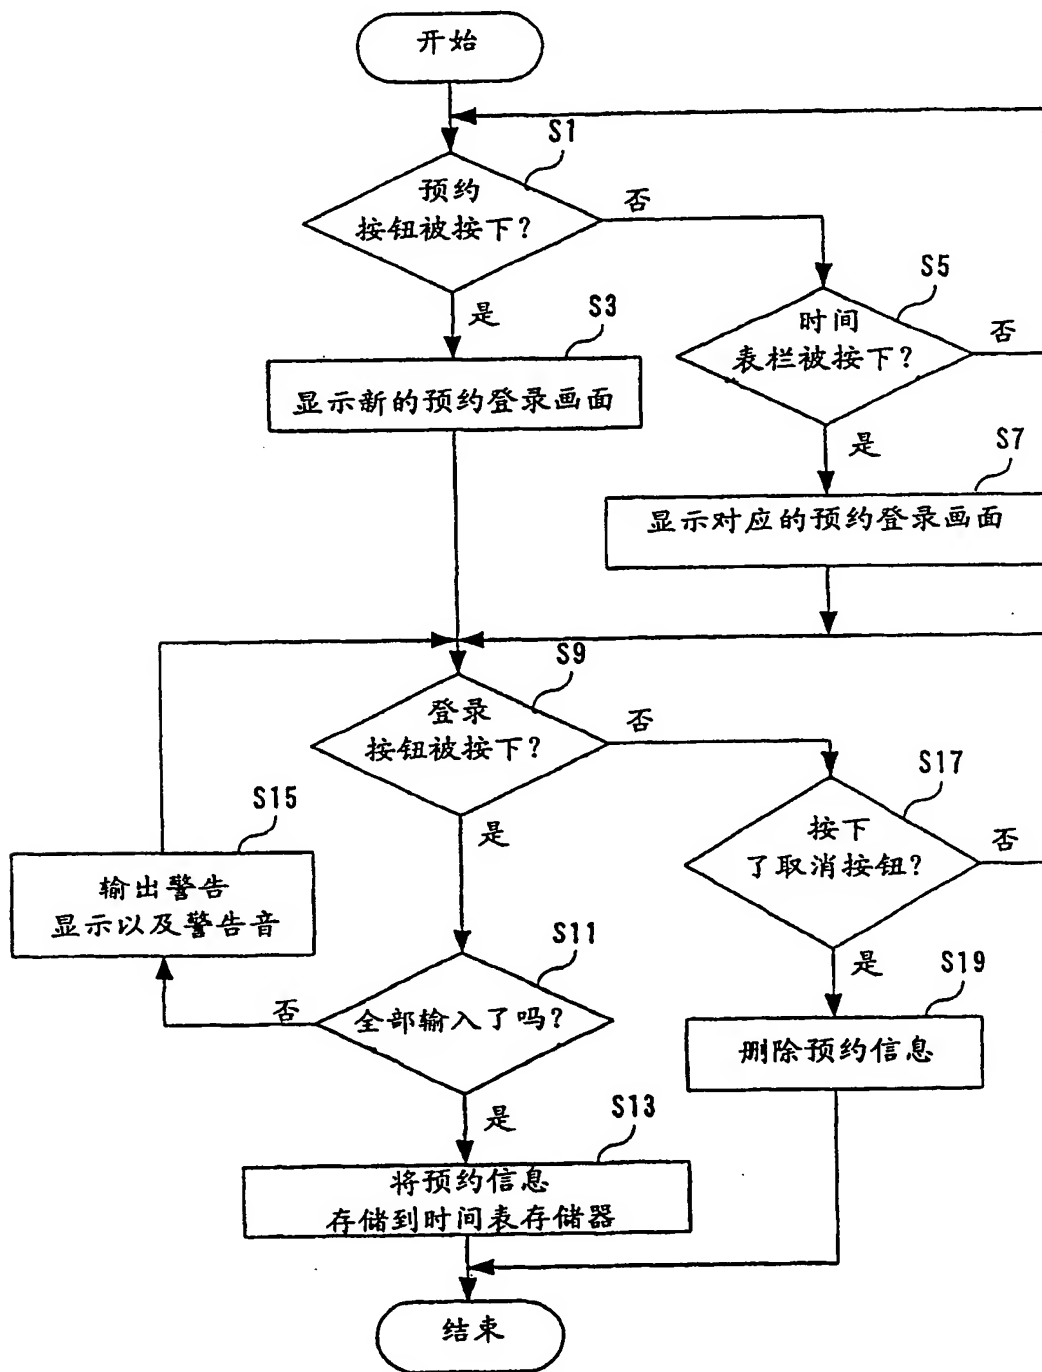 开始
S1
预约
按钮被按下?
否
是
S3
显示新的预约登录画面
S5
时间
表栏被按下?
否
是
S7
显示对应的预约登录画面
S9
登录
按钮被按下?
否
是
S17
按下
了取消按钮?
否
是
S15
输出警告
显示以及警告音
S11
全部输入了吗?
否
是
S19
删除预约信息
S13
将预约信息
存储到时间表存储器
结束